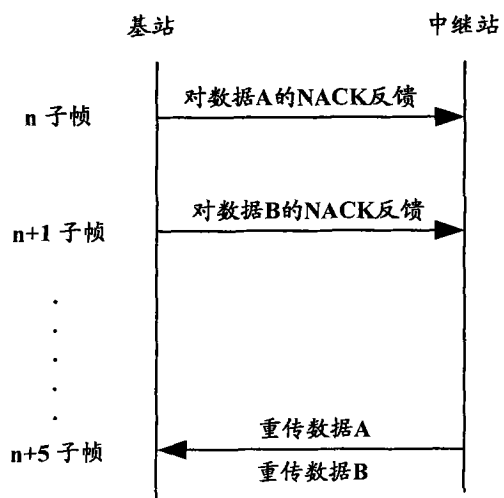 基站
中继站
n 子帧
对数据A的NACK反馈
n+1 子帧
对数据B的NACK反馈
n+5 子帧
重传数据A
重传数据B